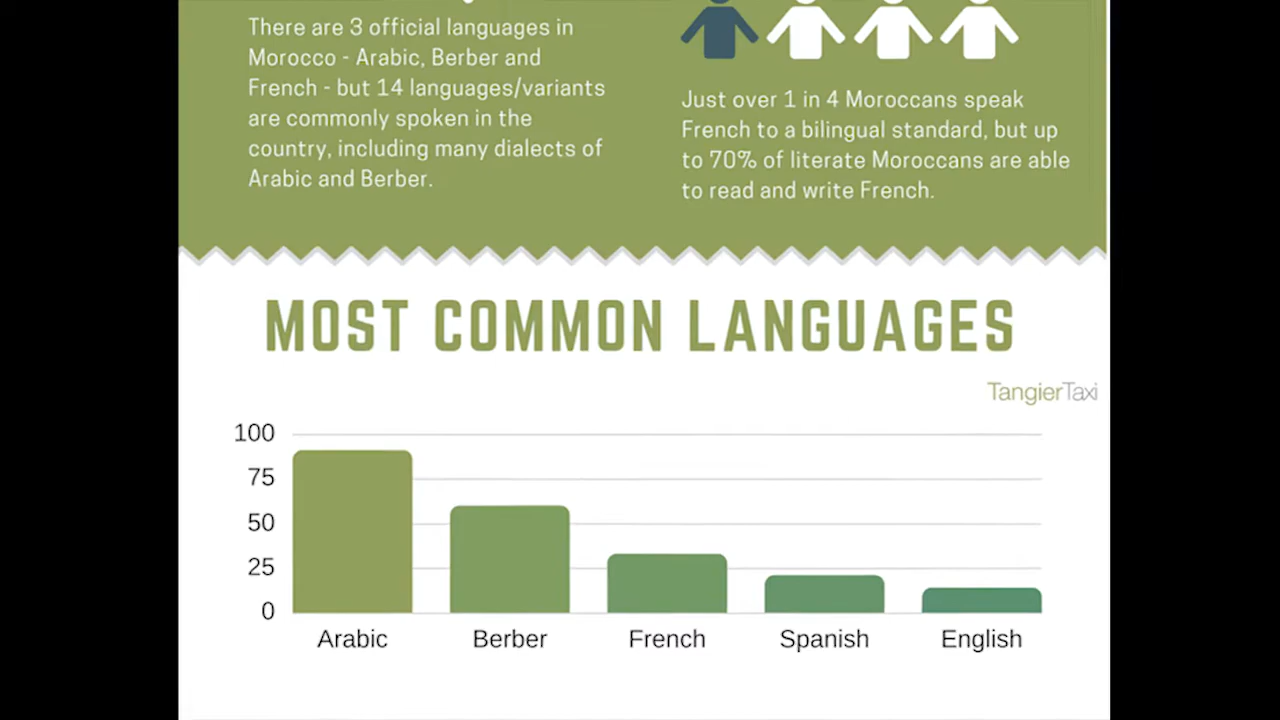 There are 3 official languages in
Morocco - Arabic, Berber and
French - but 14 languages/variants
are commonly spoken in the
country, including many dialects of
Arabic and Berber.
Just over 1 in 4 Moroccans speak
French to a bilingual standard, but up
to 70% of literate Moroccans are able
to read and write French.
MOST COMMON LANGUAGES
TangierTaxi
100
75
50
25
0
Arabic Berber French Spanish English